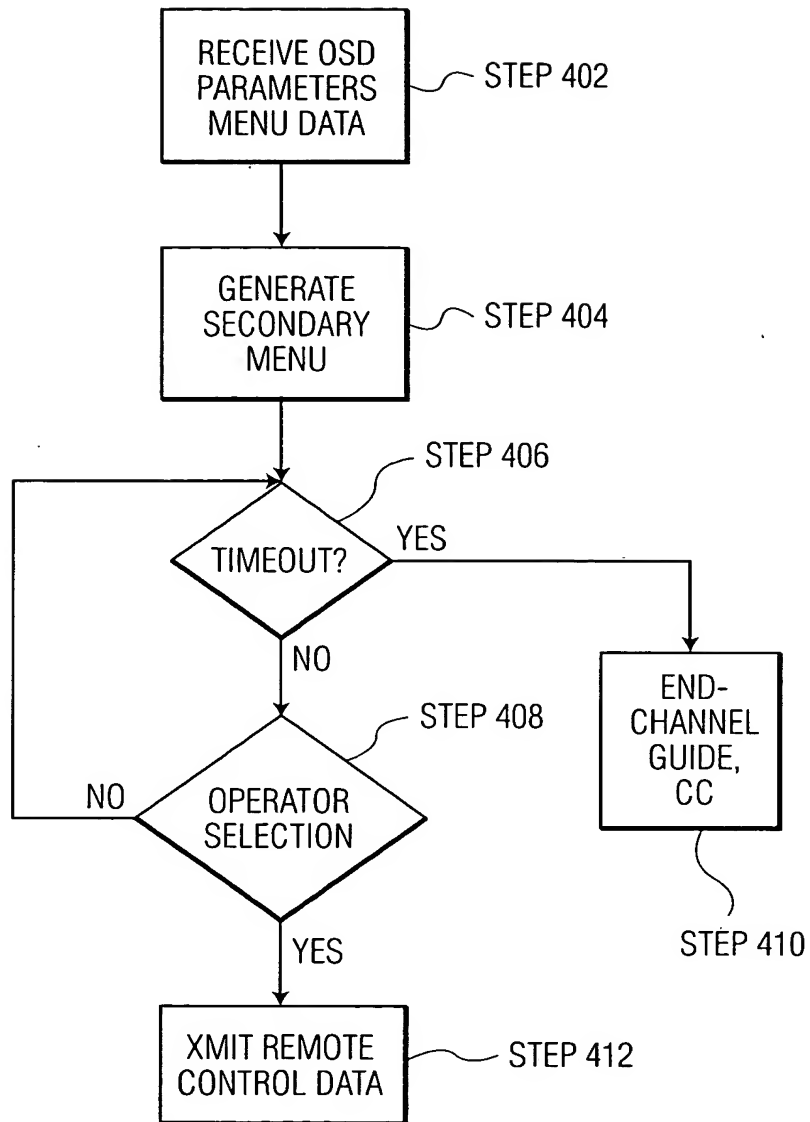 RECEIVE OSD
PARAMETERS
MENU DATA
STEP 402
GENERATE
SECONDARY
MENU
STEP 404
STEP 406
TIMEOUT?
YES
NO
STEP 408
OPERATOR
SELECTION
NO
YES
END-
CHANNEL
GUIDE,
CC
STEP 410
XMIT REMOTE
CONTROL DATA
STEP 412